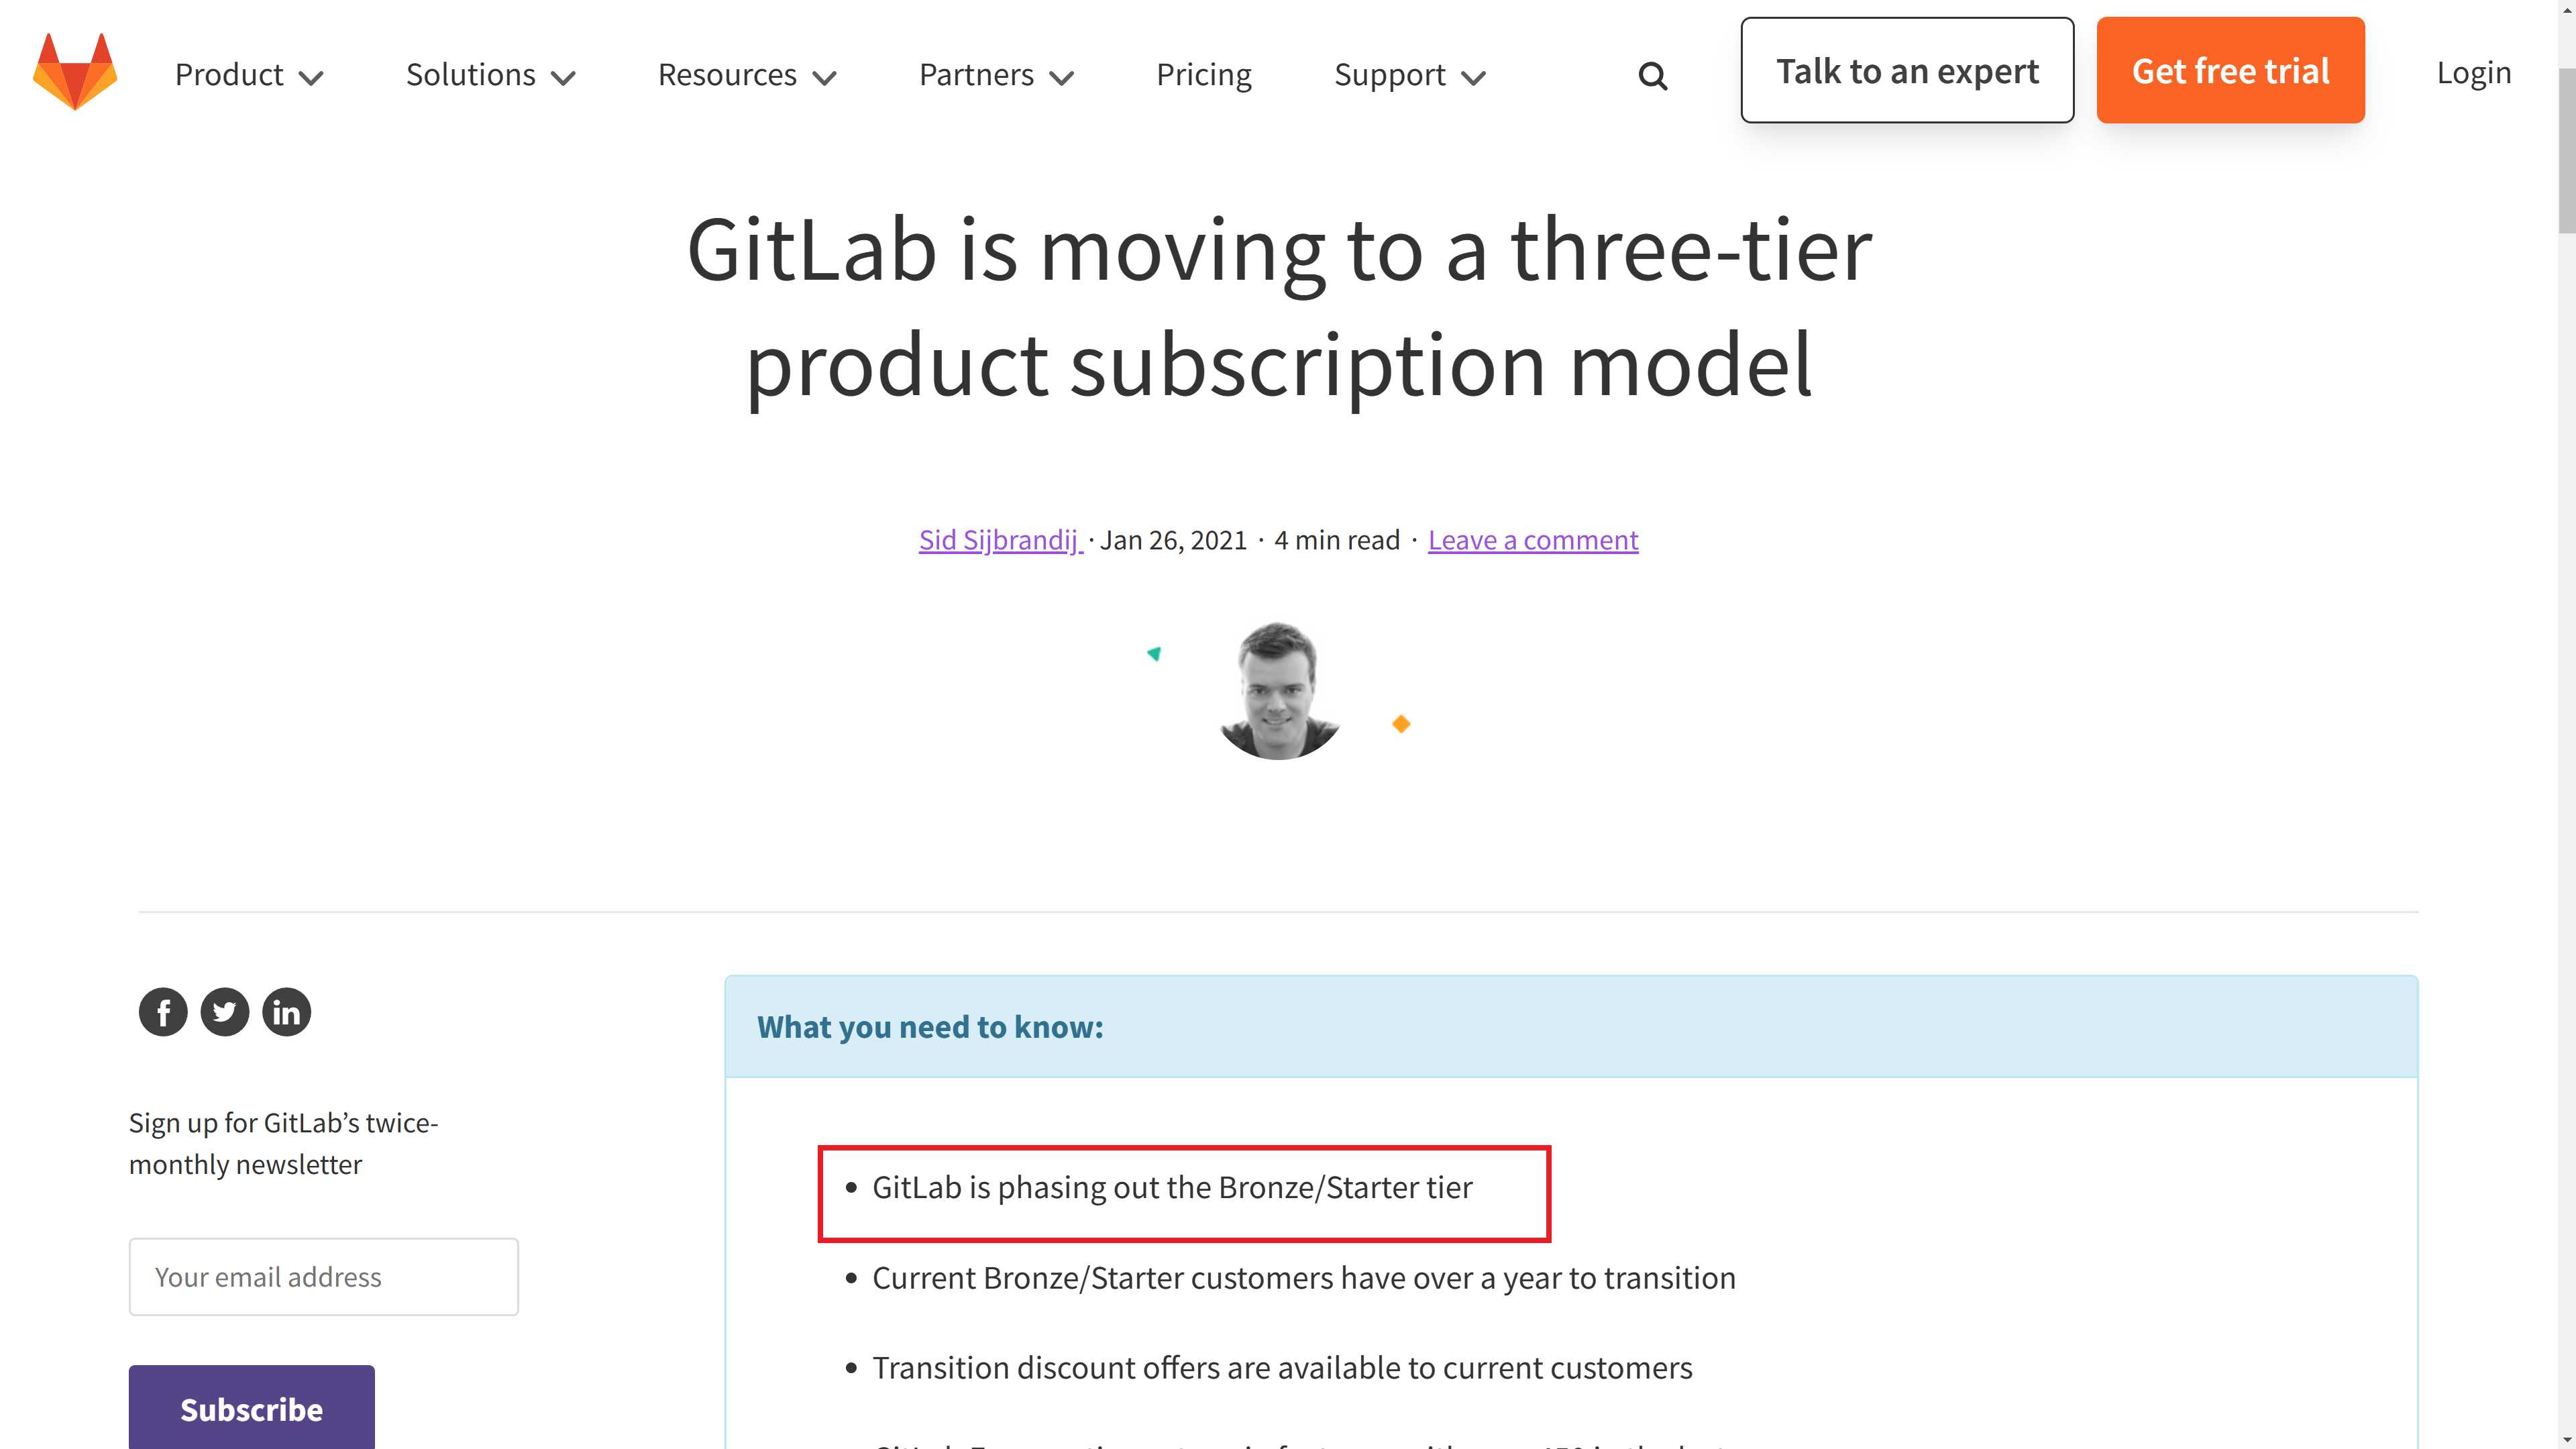 Product
Solutions
Resources
Partners
Pricing
Support
Talk to an expert
Get free trial
Login
GitLab is moving to a three-tier
product subscription model
Sid Sijbrandij · Jan 26, 2021 · 4 min read · Leave a comment
Sign up for GitLab’s twice-
monthly newsletter
Your email address
Subscribe
What you need to know:
• GitLab is phasing out the Bronze/Starter tier
• Current Bronze/Starter customers have over a year to transition
• Transition discount offers are available to current customers